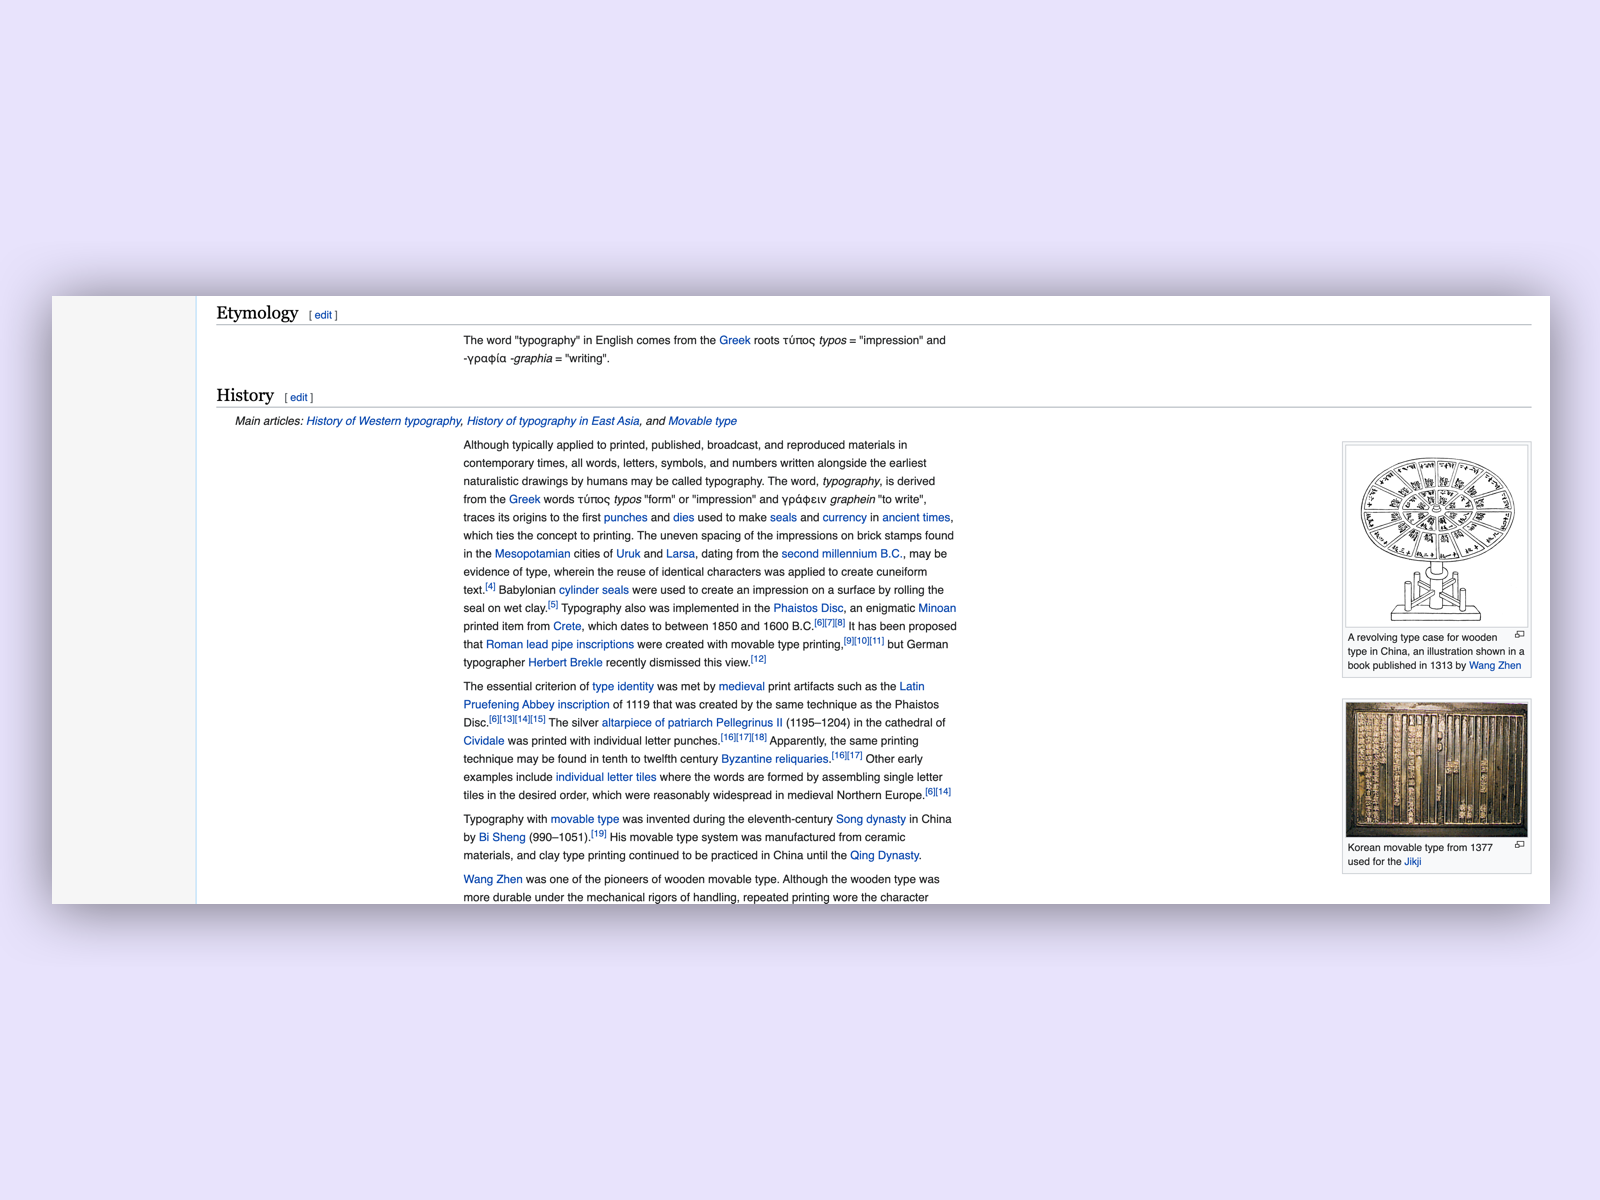 Etymology [ edit ]
The word "typography" in English comes from the Greek roots τύπος typos = "impression" and
-γραφία -graphia = "writing".
History [ edit ]
Main articles: History of Western typography, History of typography in East Asia, and Movable type
Although typically applied to printed, published, broadcast, and reproduced materials in
contemporary times, all words, letters, symbols, and numbers written alongside the earliest
naturalistic drawings by humans may be called typography. The word, typography, is derived
from the Greek words τύπος typos "form" or "impression" and γράφειν graphein "to write",
traces its origins to the first punches and dies used to make seals and currency in ancient times,
which ties the concept to printing. The uneven spacing of the impressions on brick stamps found
in the Mesopotamian cities of Uruk and Larsa, dating from the second millennium B.C., may be
evidence of type, wherein the reuse of identical characters was applied to create cuneiform
text.[4] Babylonian cylinder seals were used to create an impression on a surface by rolling the
seal on wet clay.[5] Typography also was implemented in the Phaistos Disc, an enigmatic Minoan
printed item from Crete, which dates to between 1850 and 1600 B.C.[6][7][8] It has been proposed
that Roman lead pipe inscriptions were created with movable type printing,[9][10][11] but German
typographer Herbert Brekle recently dismissed this view.[12]
The essential criterion of type identity was met by medieval print artifacts such as the Latin
Pruefening Abbey inscription of 1119 that was created by the same technique as the Phaistos
Disc.[6][13][14][15] The silver altarpiece of patriarch Pellegrinus II (1195–1204) in the cathedral of
Cividale was printed with individual letter punches.[16][17][18] Apparently, the same printing
technique may be found in tenth to twelfth century Byzantine reliquaries.[16][17] Other early
examples include individual letter tiles where the words are formed by assembling single letter
tiles in the desired order, which were reasonably widespread in medieval Northern Europe.[6][14]
Typography with movable type was invented during the eleventh-century Song dynasty in China
by Bi Sheng (990–1051).[19] His movable type system was manufactured from ceramic
materials, and clay type printing continued to be practiced in China until the Qing Dynasty.
Wang Zhen was one of the pioneers of wooden movable type. Although the wooden type was
more durable under the mechanical rigors of handling, repeated printing wore the character
A revolving type case for wooden
type in China, an illustration shown in a
book published in 1313 by Wang Zhen
Korean movable type from 1377
used for the Jikji